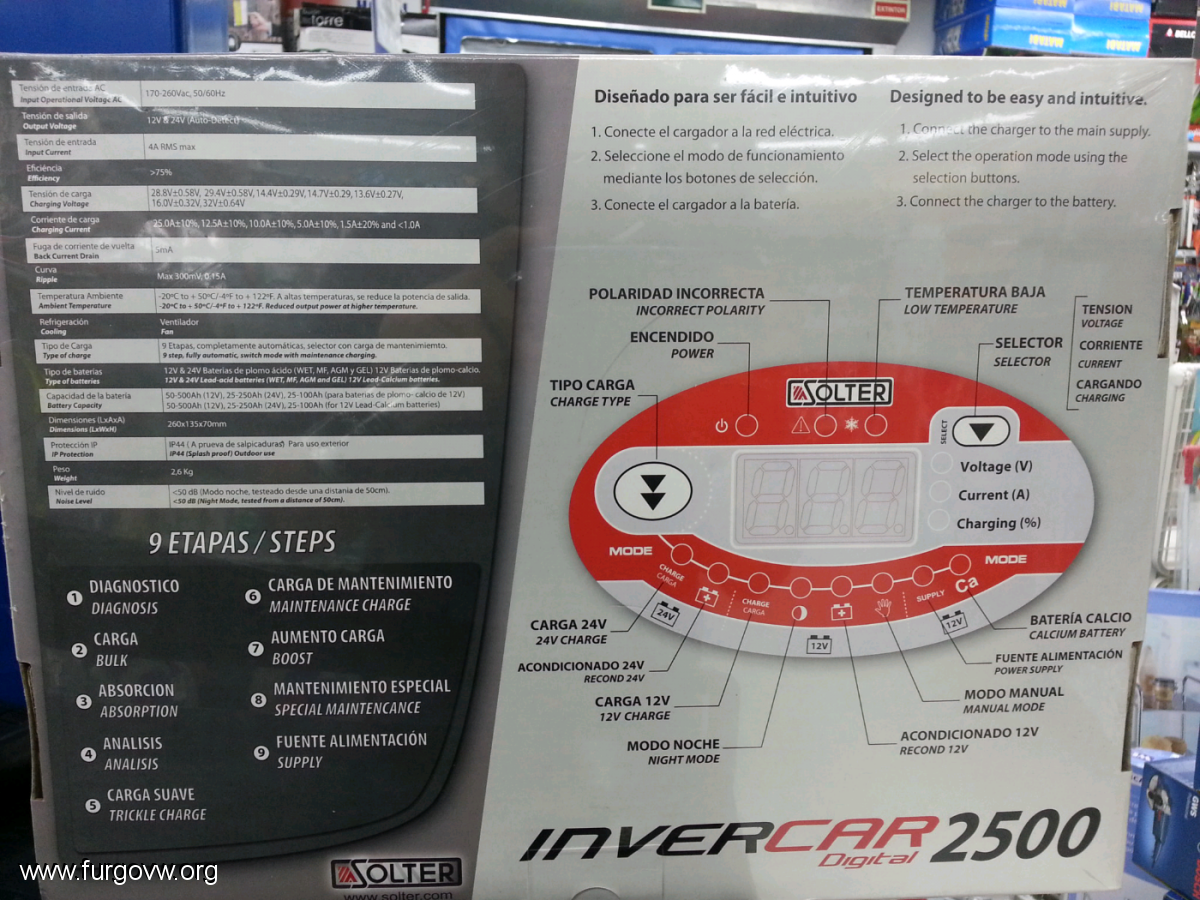 torre
EXTINTOR
MATARI
MATARI
MATARI
BELLO
Tensión de entrada AC
Input Operational Voltage AC
170-260Vac, 50/60Hz
Tensión de salida
Output Voltage
12V & 24V (Auto-Detect)
Tensión de entrada
Input Current
4A RMS max
Eficiéncia
Efficiency
>75%
Tensión de carga
Charging Voltage
28.8V±0.58V, 29.4V±0.58V, 14.4V±0.29V, 14.7V±0.29, 13.6V±0.27V,
16.0V±0.32V, 32V±0.64V
Corriente de carga
Charging Current
25.0A±10%, 12.5A±10%, 10.0A±10%, 5.0A±10%, 1.5A±20% and <1.0A
Fuga de corriente de vuelta
Back Current Drain
5mA
Curva
Ripple
Max 300mV, 0.15A
Temperatura Ambiente
Ambient Temperature
-20ºC to + 50ºC/-4ºF to + 122ºF. A altas temperaturas, se reduce la potencia de salida.
-20ºC to + 50ºC/-4ºF to + 122ºF. Reduced output power at higher temperature.
Refrigeración
Cooling
Ventilador
Fan
Tipo de Carga
Type of charge
9 Etapas, completamente automáticas, selector con carga de mantenimiento.
9 step, fully automatic, switch mode with maintenance charging.
Tipo de baterias
Type of batteries
12V & 24V Baterias de plomo ácido (WET, MF, AGM y GEL) 12V Baterias de plomo-calcio.
12V & 24V Lead-acid batteries (WET, MF, AGM and GEL) 12V Lead-Calcium batteries.
Capacidad de la batería
Battery Capacity
50-500Ah (12V), 25-250Ah (24V), 25-100Ah (para baterias de plomo- calcio de 12V)
50-500Ah (12V), 25-250Ah (24V), 25-100Ah (for 12V Lead-Calcium batteries)
Dimensiones (LxAxA)
Dimensions (LxWxH)
260x135x70mm
Protección IP
IP Protection
IP44 ( A prueva de salpicaduras) Para uso exterior
IP44 (Splash proof) Outdoor use
Peso
Weight
2,6 Kg
Nivel de ruido
Noise Level
<50 dB (Modo noche, testeado desde una distania de 50cm).
<50 dB (Night Mode, tested from a distance of 50cm).
9 ETAPAS / STEPS
1 DIAGNOSTICO
DIAGNOSIS
2 CARGA
BULK
3 ABSORCION
ABSORPTION
4 ANALISIS
ANALISIS
5 CARGA SUAVE
TRICKLE CHARGE
6 CARGA DE MANTENIMIENTO
MAINTENANCE CHARGE
7 AUMENTO CARGA
BOOST
8 MANTENIMIENTO ESPECIAL
SPECIAL MAINTENCANCE
9 FUENTE ALIMENTACIÓN
SUPPLY
Diseñado para ser fácil e intuitivo
1. Conecte el cargador a la red eléctrica.
2. Seleccione el modo de funcionamiento
mediante los botones de selección.
3. Conecte el cargador a la batería.
Designed to be easy and intuitive.
1. Connect the charger to the main supply.
2. Select the operation mode using the
selection buttons.
3. Connect the charger to the battery.
POLARIDAD INCORRECTA
INCORRECT POLARITY
ENCENDIDO
POWER
TIPO CARGA
CHARGE TYPE
TEMPERATURA BAJA
LOW TEMPERATURE
SELECTOR
SELECTOR
TENSION
VOLTAGE
CORRIENTE
CURRENT
CARGANDO
CHARGING
SOLTER
SELECT
Voltage (V)
Current (A)
Charging (%)
MODE
MODE
CHARGE
CARGA
24V
CHARGE
CARGA
12V
SUPPLY
Ca
12V
CARGA 24V
24V CHARGE
ACONDICIONADO 24V
RECOND 24V
CARGA 12V
12V CHARGE
MODO NOCHE
NIGHT MODE
BATERÍA CALCIO
CALCIUM BATTERY
FUENTE ALIMENTACIÓN
POWER SUPPLY
MODO MANUAL
MANUAL MODE
ACONDICIONADO 12V
RECOND 12V
INVERCAR 2500
Digital
SOLTER
www.solter.com
www.furgovw.org